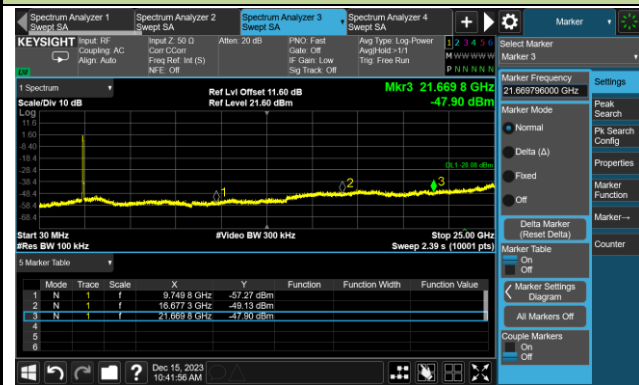 Spectrum Analyzer 1
Swept SA
Spectrum Analyzer 2
Swept SA
Spectrum Analyzer 3
Swept SA
Spectrum Analyzer 4
Swept SA
Marker
KEYSIGHT
Input: RF
Coupling: AC
Align: Auto
Input Z: 50 Ω
Corr CCorr
Freq Ref: Int (S)
NFE: Off
Atten: 20 dB
PNO: Fast
Gate: Off
IF Gain: Low
Sig Track: Off
Avg Type: Log-Power
Avg|Hold:>1/1
Trig: Free Run
1 2 3 4 5 6
M W W W W W
P N N N N N
LW
Select Marker
Marker 3
1 Spectrum
Scale/Div 10 dB
Ref Lvl Offset 11.60 dB
Ref Level 21.60 dBm
Mkr3 21.669 8 GHz
-47.90 dBm
Log
11.6
1.60
-8.40
-18.4
-28.4
-38.4
-48.4
-58.4
-68.4
DL1 -28.08 dBm
1
2
3
Start 30 MHz
#Res BW 100 kHz
#Video BW 300 kHz
Stop 25.00 GHz
Sweep 2.39 s (10001 pts)
Marker Frequency
21.669796000 GHz
Marker Mode
Normal
Delta (Δ)
Fixed
Off
Delta Marker
(Reset Delta)
Marker Table
On
Off
Marker Settings
Diagram
All Markers Off
Couple Markers
On
Off
Settings
Peak
Search
Pk Search
Config
Properties
Marker
Function
Marker→
Counter
5 Marker Table
Mode Trace Scale X Y Function Function Width Function Value
1 N 1 f 9.749 8 GHz -57.27 dBm
2 N 1 f 16.677 3 GHz -49.13 dBm
3 N 1 f 21.669 8 GHz -47.90 dBm
4
5
6
?
Dec 15, 2023
10:41:56 AM